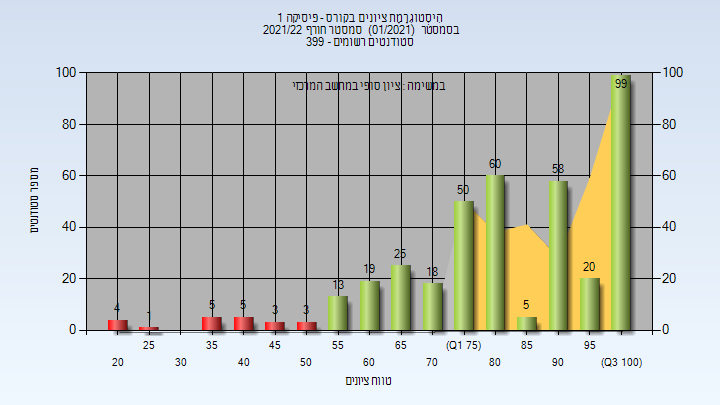 היסטוגרמת ציונים בקורס - פיסיקה 1
בסמסטר (01/2021) סמסטר חורף 2021/22
סטודנטים רשומים - 399
במשימה : ציון סופי במחשב המרכזי
מספר סטודנטים
100 100
80 80
60 60
40 40
20 20
0 0
4 1 5 5 3 3 13 19 25 18 50 60 5 58 20 99
25 35 45 55 65 (Q1 75) 85 95
20 30 40 50 60 70 80 90 (Q3 100)
טווח ציונים